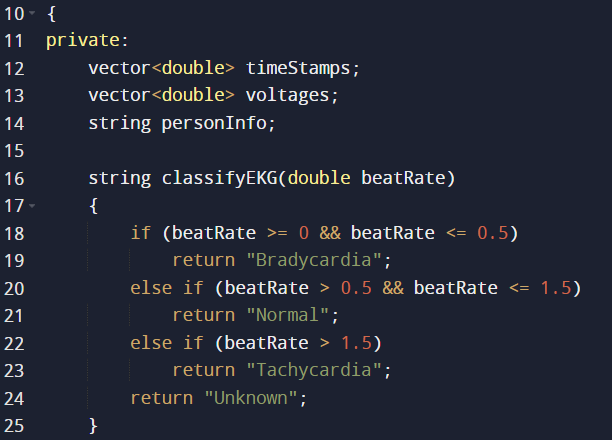 10 {
11 private:
12     vector<double> timeStamps;
13     vector<double> voltages;
14     string personInfo;
15
16     string classifyEKG(double beatRate)
17     {
18         if (beatRate >= 0 && beatRate <= 0.5)
19             return "Bradycardia";
20         else if (beatRate > 0.5 && beatRate <= 1.5)
21             return "Normal";
22         else if (beatRate > 1.5)
23             return "Tachycardia";
24         return "Unknown";
25     }